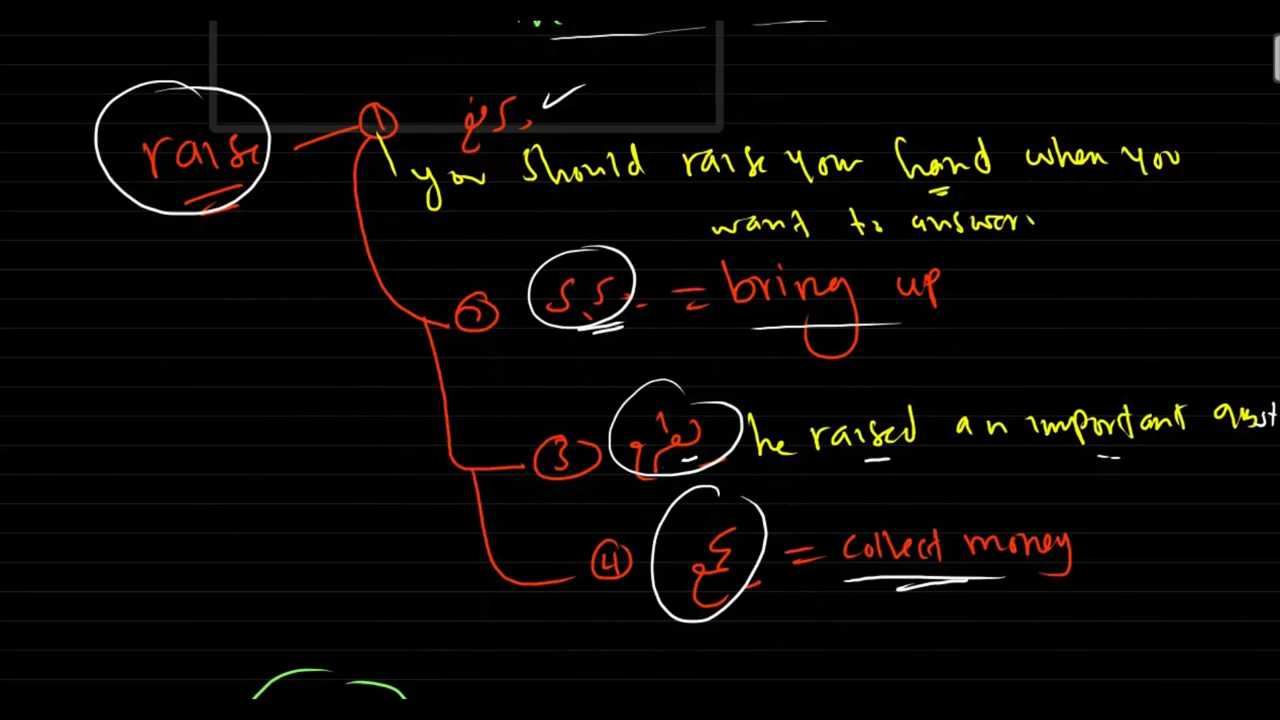 raise
①
you should raise your hand when you
want to answer.
② = bring up
③ he raised an important quest
④ = collect money